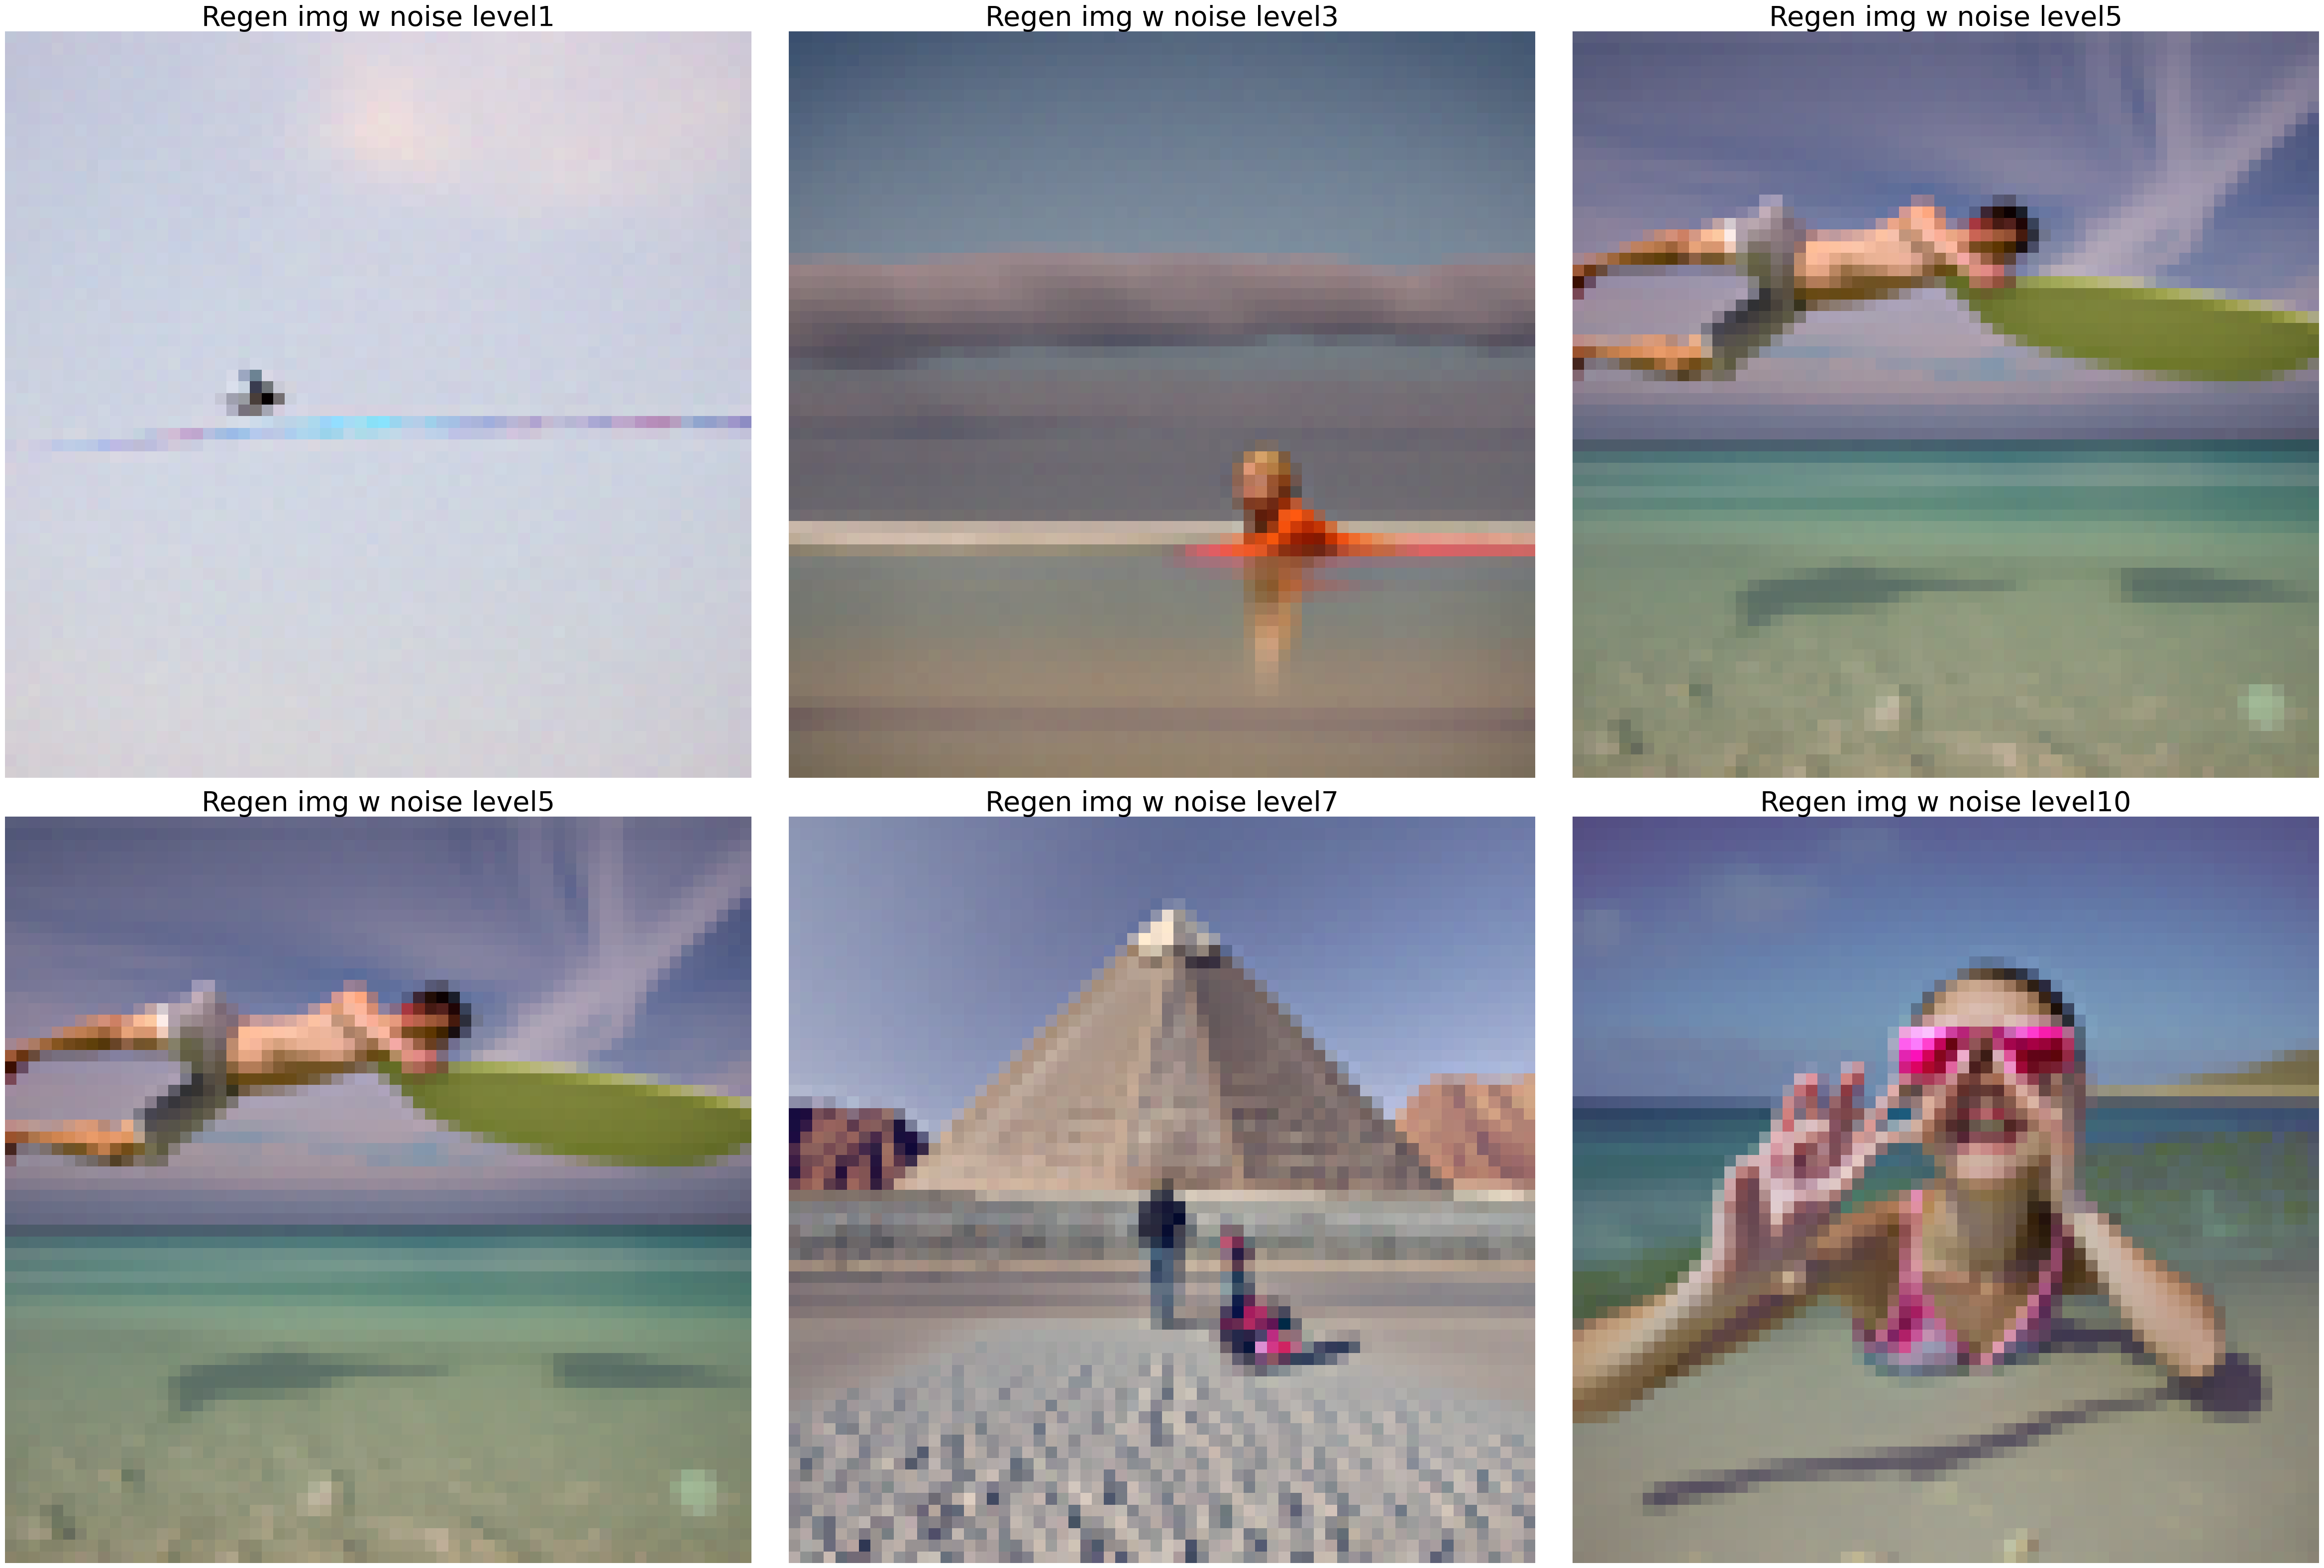 Regen img w noise level1
Regen img w noise level3
Regen img w noise level5
Regen img w noise level5
Regen img w noise level7
Regen img w noise level10